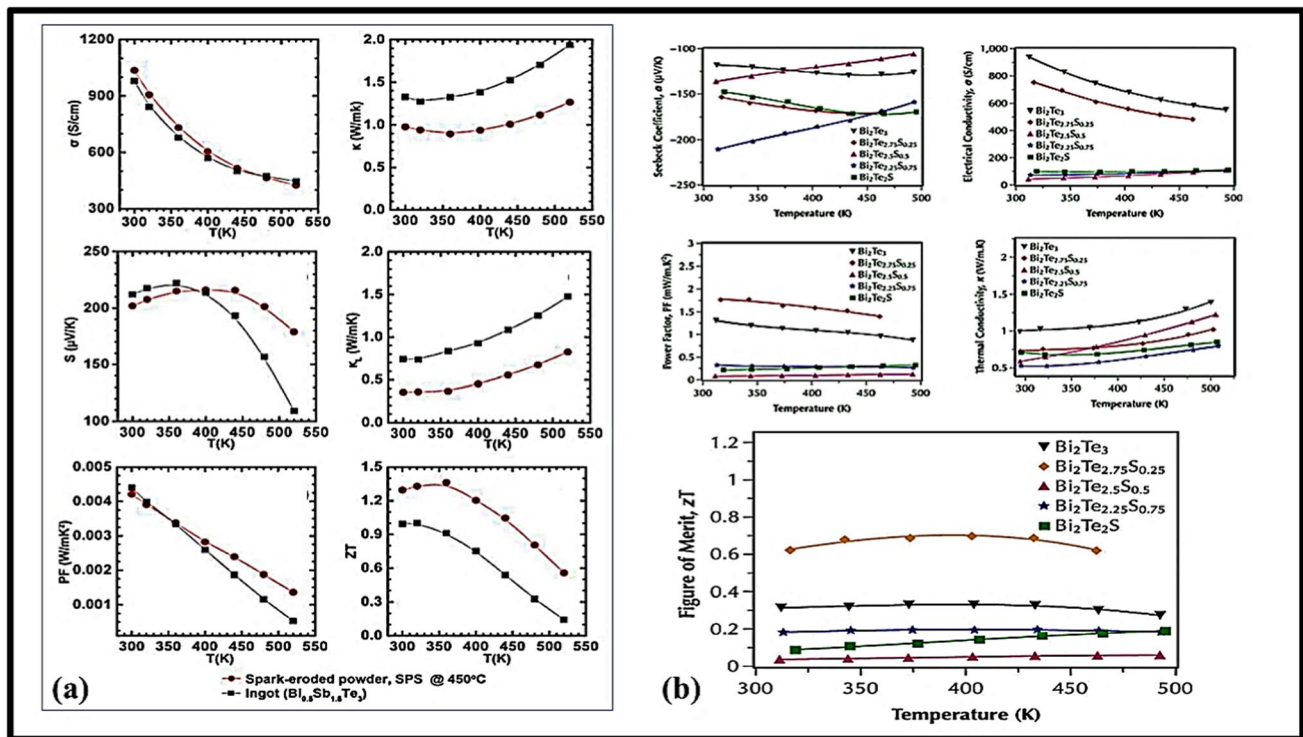 1200
900
600
300
σ (S/cm)
300 350 400 450 500 550
T(K)
2.0
1.5
1.0
0.5
0.0
κ (W/mk)
300 350 400 450 500 550
T(K)
250
200
150
100
S (μV/K)
300 350 400 450 500 550
T(K)
2.0
1.5
1.0
0.5
0.0
κL (W/mK)
300 350 400 450 500 550
T(K)
0.005
0.004
0.003
0.002
0.001
PF (W/mK²)
300 350 400 450 500 550
T(K)
1.5
1.2
0.9
0.6
0.3
0.0
ZT
300 350 400 450 500 550
T(K)
Spark-eroded powder, SPS @ 450°C
Ingot (Bi0.5Sb1.5Te3)
(a)
−100
−150
−200
−250
Seebeck Coefficient, α (μV/K)
Bi₂Te₃
Bi₂Te₂.₇₅S₀.₂₅
Bi₂Te₂.₅S₀.₅
Bi₂Te₂.₂₅S₀.₇₅
Bi₂Te₂S
300 350 400 450 500
Temperature (K)
1,000
800
600
400
200
0
Electrical Conductivity, σ (S/cm)
Bi₂Te₃
Bi₂Te₂.₇₅S₀.₂₅
Bi₂Te₂.₅S₀.₅
Bi₂Te₂.₂₅S₀.₇₅
Bi₂Te₂S
300 350 400 450 500
Temperature (K)
3
2.5
2
1.5
1
0.5
0
Power Factor, PF (mW/m.K²)
Bi₂Te₃
Bi₂Te₂.₇₅S₀.₂₅
Bi₂Te₂.₅S₀.₅
Bi₂Te₂.₂₅S₀.₇₅
Bi₂Te₂S
300 350 400 450 500
Temperature (K)
2
1.5
1
0.5
Thermal Conductivity, K (W/m.K)
Bi₂Te₃
Bi₂Te₂.₇₅S₀.₂₅
Bi₂Te₂.₅S₀.₅
Bi₂Te₂.₂₅S₀.₇₅
Bi₂Te₂S
300 350 400 450 500
Temperature (K)
1.2
1
0.8
0.6
0.4
0.2
0
Figure of Merit, zT
Bi₂Te₃
Bi₂Te₂.₇₅S₀.₂₅
Bi₂Te₂.₅S₀.₅
Bi₂Te₂.₂₅S₀.₇₅
Bi₂Te₂S
300 350 400 450 500
Temperature (K)
(b)